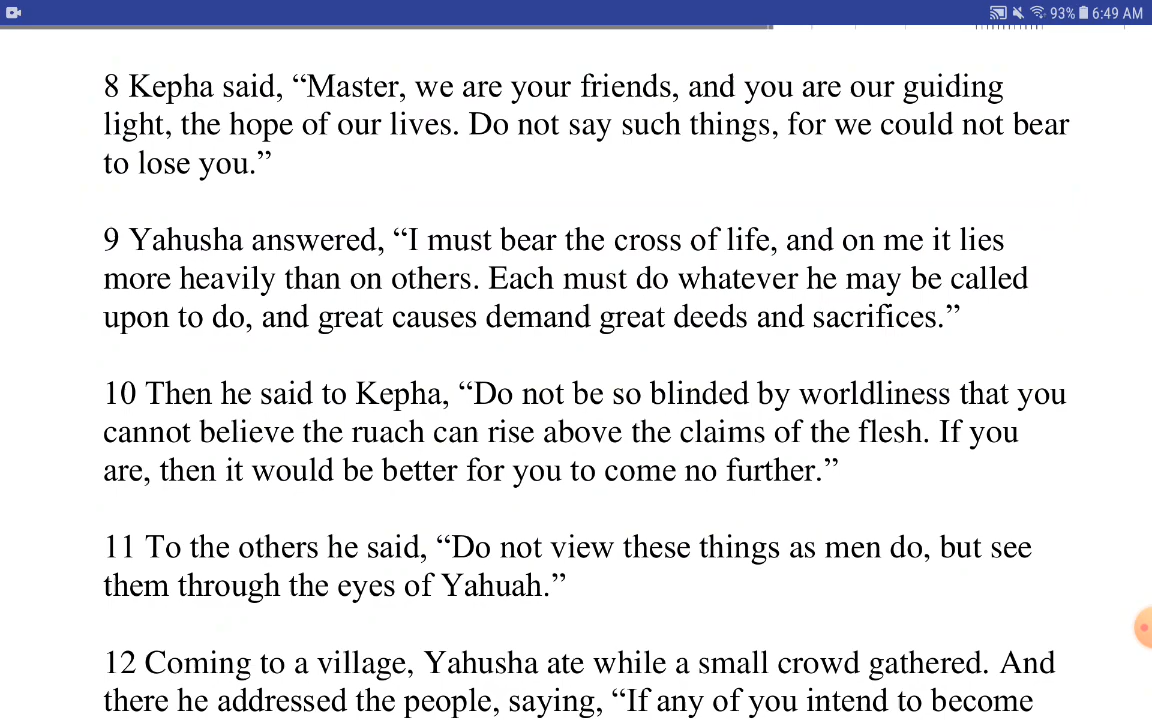 93% 6:49 AM
8 Kepha said, “Master, we are your friends, and you are our guiding
light, the hope of our lives. Do not say such things, for we could not bear
to lose you.”
9 Yahusha answered, “I must bear the cross of life, and on me it lies
more heavily than on others. Each must do whatever he may be called
upon to do, and great causes demand great deeds and sacrifices.”
10 Then he said to Kepha, “Do not be so blinded by worldliness that you
cannot believe the ruach can rise above the claims of the flesh. If you
are, then it would be better for you to come no further.”
11 To the others he said, “Do not view these things as men do, but see
them through the eyes of Yahuah.”
12 Coming to a village, Yahusha ate while a small crowd gathered. And
there he addressed the people, saying, “If any of you intend to become